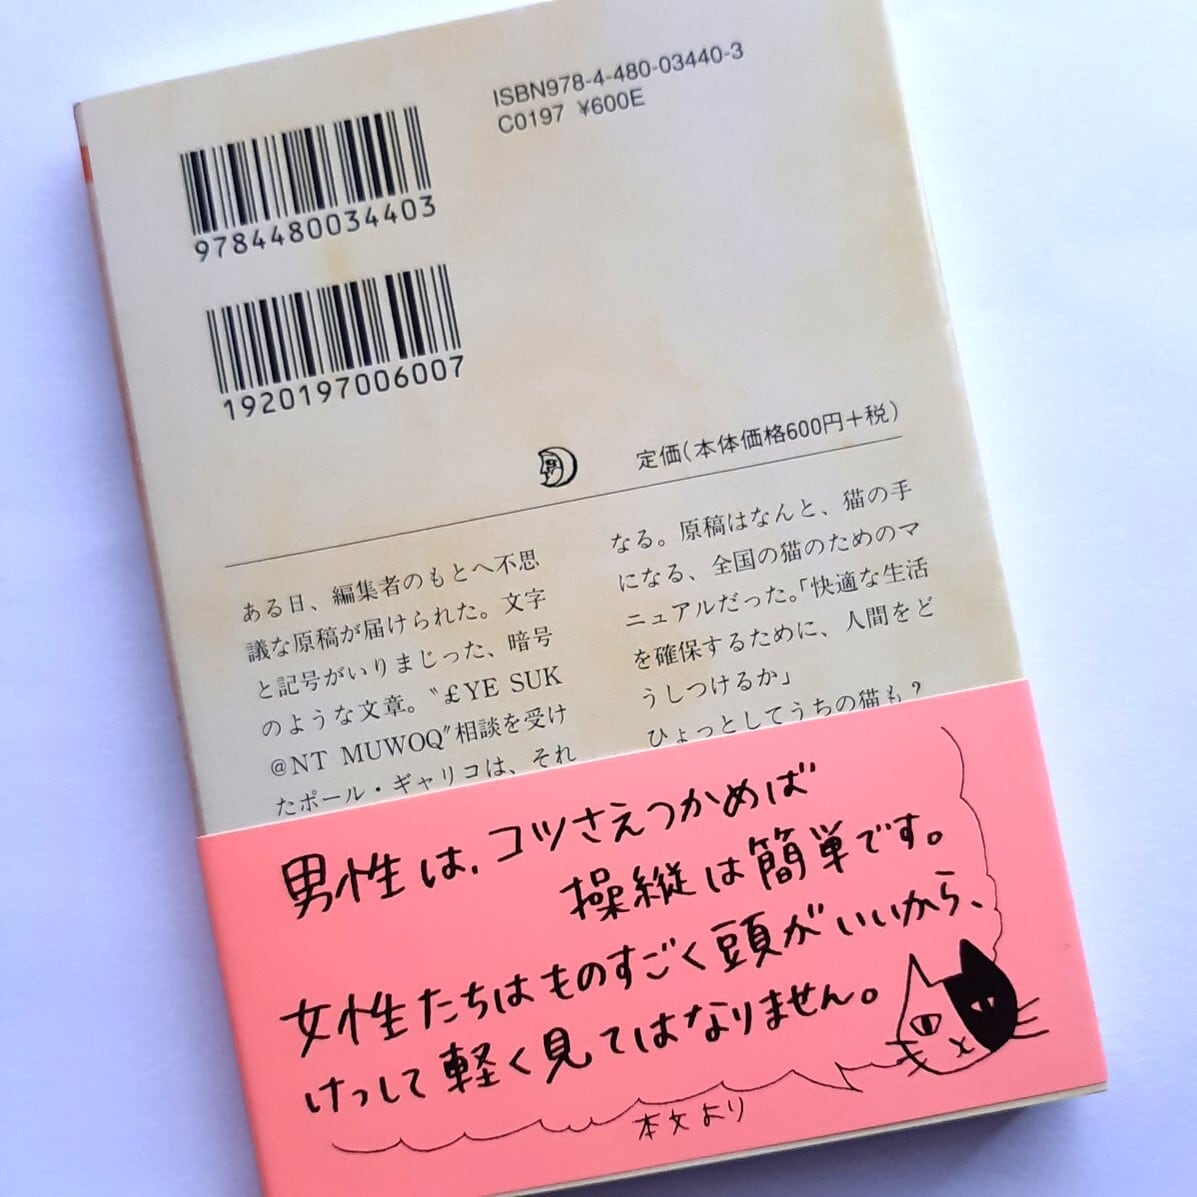 ISBN978-4-480-03440-3
C0197 ¥600E
9784480034403
1920197006007
定価(本体価格600円+税)
ある日、編集者のもとへ不思
議な原稿が届けられた。文字
と記号がいりまじった、暗号
のような文章。〝£YE SUK
@NT MUWOQ〞相談を受け
たポール・ギャリコは、それ
なる。原稿はなんと、猫の手
になる、全国の猫のためのマ
ニュアルだった。「快適な生活
を確保するために、人間をど
うしつけるか」
ひょっとしてうちの猫も?
男性は、コツさえつかめば
操縦は簡単です。
女性たちはものすごく頭がいいから、
けっして軽く見てはなりません。
本文より